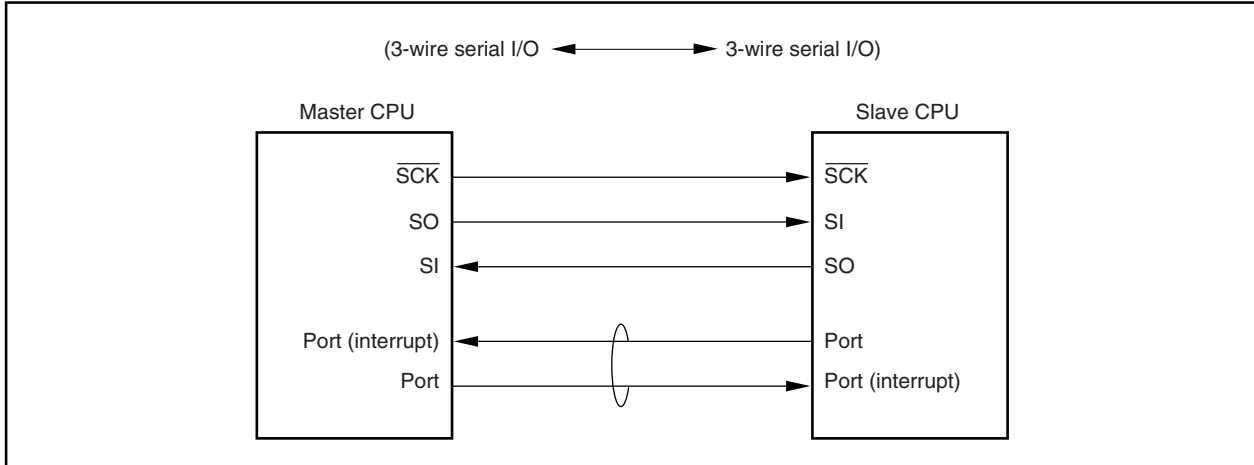 (3-wire serial I/O 3-wire serial I/O)
Master CPU Slave CPU
SCK SCK
SO SI
SI SO
Port (interrupt) Port
Port Port (interrupt)